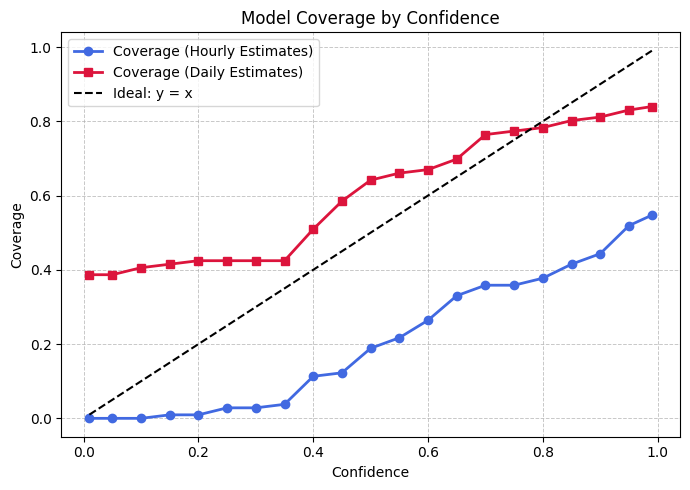 Model Coverage by Confidence
Coverage (Hourly Estimates)
Coverage (Daily Estimates)
Ideal: y = x
Coverage
1.0
0.8
0.6
0.4
0.2
0.0
0.0 0.2 0.4 0.6 0.8 1.0
Confidence